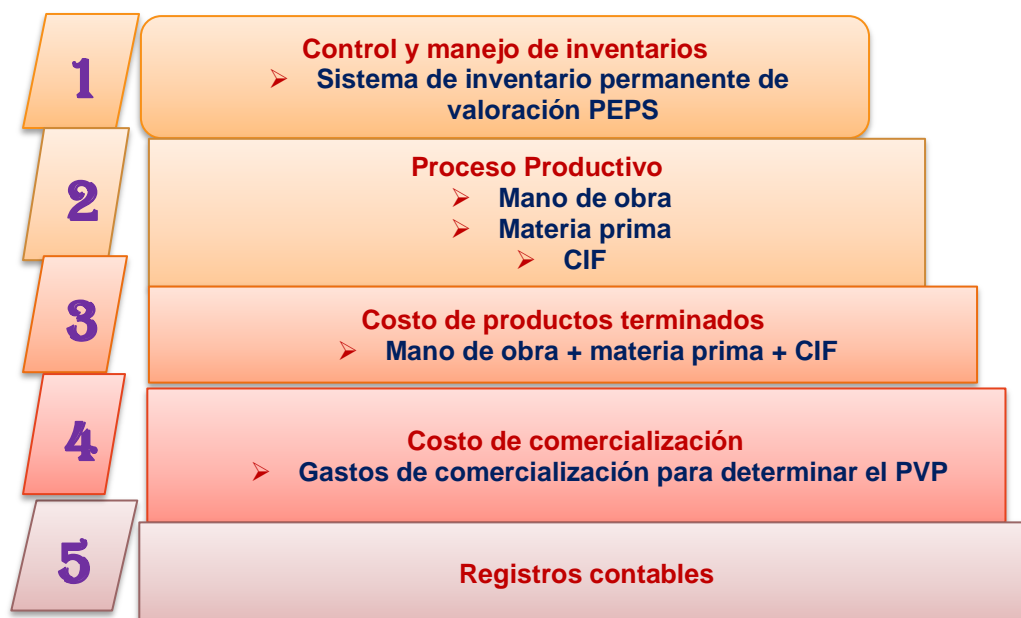 1
Control y manejo de inventarios
➢ Sistema de inventario permanente de
valoración PEPS
2
Proceso Productivo
➢ Mano de obra
➢ Materia prima
➢ CIF
3
Costo de productos terminados
➢ Mano de obra + materia prima + CIF
4
Costo de comercialización
➢ Gastos de comercialización para determinar el PVP
5
Registros contables